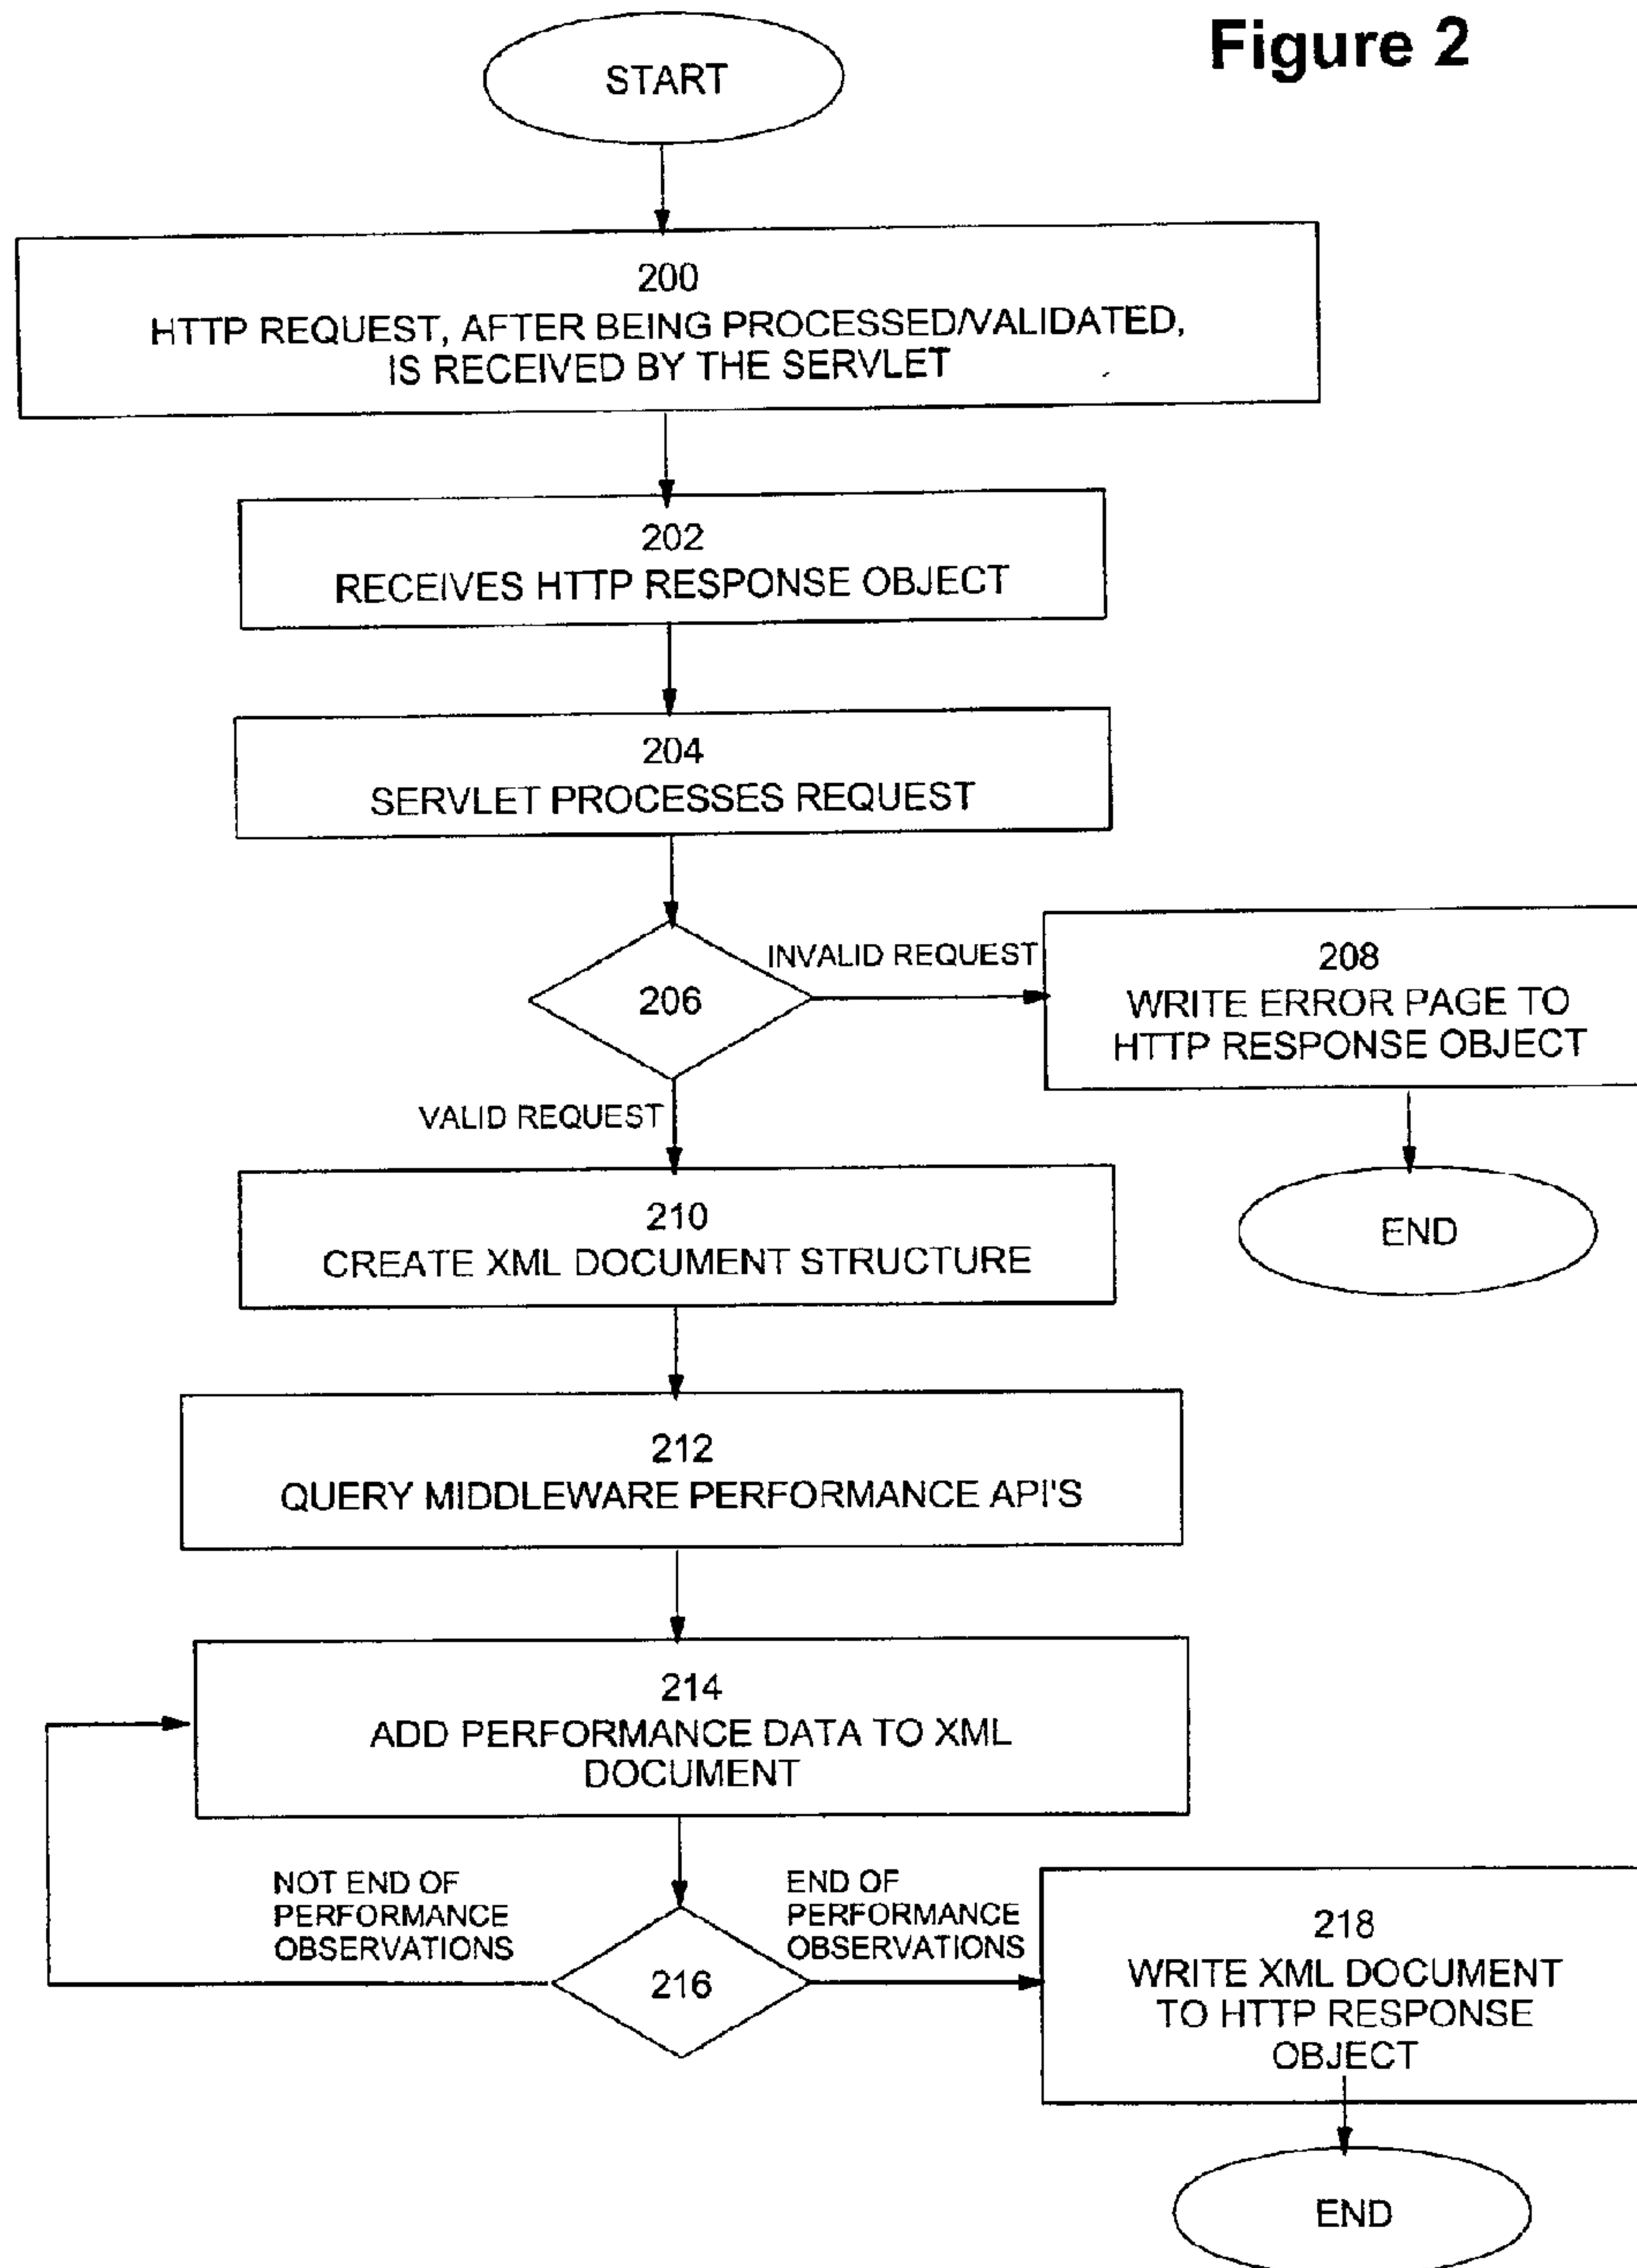 Figure 2
START
200
HTTP REQUEST, AFTER BEING PROCESSED/VALIDATED,
IS RECEIVED BY THE SERVLET
202
RECEIVES HTTP RESPONSE OBJECT
204
SERVLET PROCESSES REQUEST
206
INVALID REQUEST
208
WRITE ERROR PAGE TO
HTTP RESPONSE OBJECT
END
VALID REQUEST
210
CREATE XML DOCUMENT STRUCTURE
212
QUERY MIDDLEWARE PERFORMANCE API'S
214
ADD PERFORMANCE DATA TO XML
DOCUMENT
NOT END OF
PERFORMANCE
OBSERVATIONS
216
END OF
PERFORMANCE
OBSERVATIONS
218
WRITE XML DOCUMENT
TO HTTP RESPONSE
OBJECT
END